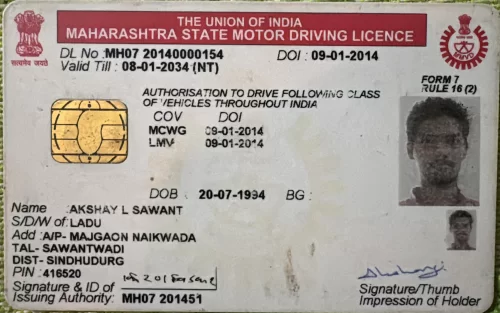 THE UNION OF INDIA
MAHARASHTRA STATE MOTOR DRIVING LICENCE
सत्यमेव जयते
DL No : MH07 20140000154 DOI : 09-01-2014
Valid Till : 08-01-2034 (NT)
FORM 7
RULE 16 (2)
AUTHORISATION TO DRIVE FOLLOWING CLASS
OF VEHICLES THROUGHOUT INDIA
COV DOI
MCWG 09-01-2014
LMV 09-01-2014
DOB : 20-07-1994 BG :
Name : AKSHAY L SAWANT
S/D/W of : LADU
Add : A/P- MAJGAON NAIKWADA
TAL- SAWANTWADI
DIST- SINDHUDURG
PIN : 416520
Signature & ID of
Issuing Authority: MH07 201451
Signature/Thumb
Impression of Holder